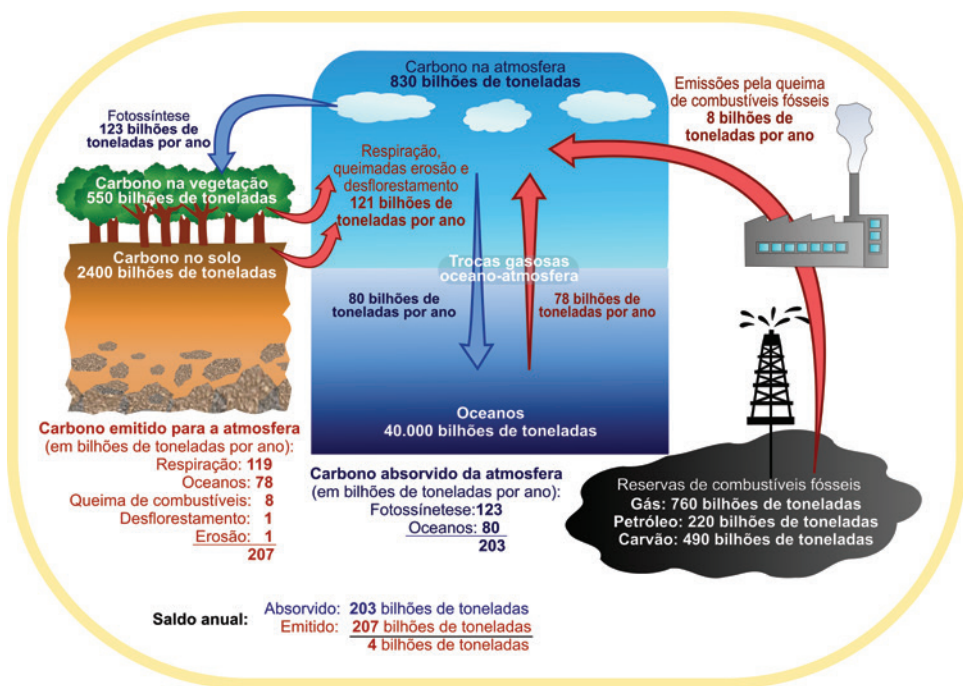 Carbono na atmosfera
830 bilhões de toneladas
Emissões pela queima
de combustíveis fósseis
8 bilhões de
toneladas por ano
Fotossíntese
123 bilhões de
toneladas por ano
Respiração,
queimadas erosão e
desflorestamento
121 bilhões de
toneladas por ano
Carbono na vegetação
550 bilhões de toneladas
Carbono no solo
2400 bilhões de toneladas
Trocas gasosas
oceano-atmosfera
80 bilhões de
toneladas por ano
78 bilhões de
toneladas por ano
Oceanos
40.000 bilhões de toneladas
Carbono emitido para a atmosfera
(em bilhões de toneladas por ano):
Respiração: 119
Oceanos: 78
Queima de combustíveis: 8
Desflorestamento: 1
Erosão: 1
207
Carbono absorvido da atmosfera
(em bilhões de toneladas por ano):
Fotossínetese:123
Oceanos: 80
203
Reservas de combustíveis fósseis
Gás: 760 bilhões de toneladas
Petróleo: 220 bilhões de toneladas
Carvão: 490 bilhões de toneladas
Saldo anual:
Absorvido: 203 bilhões de toneladas
Emitido: 207 bilhões de toneladas
4 bilhões de toneladas